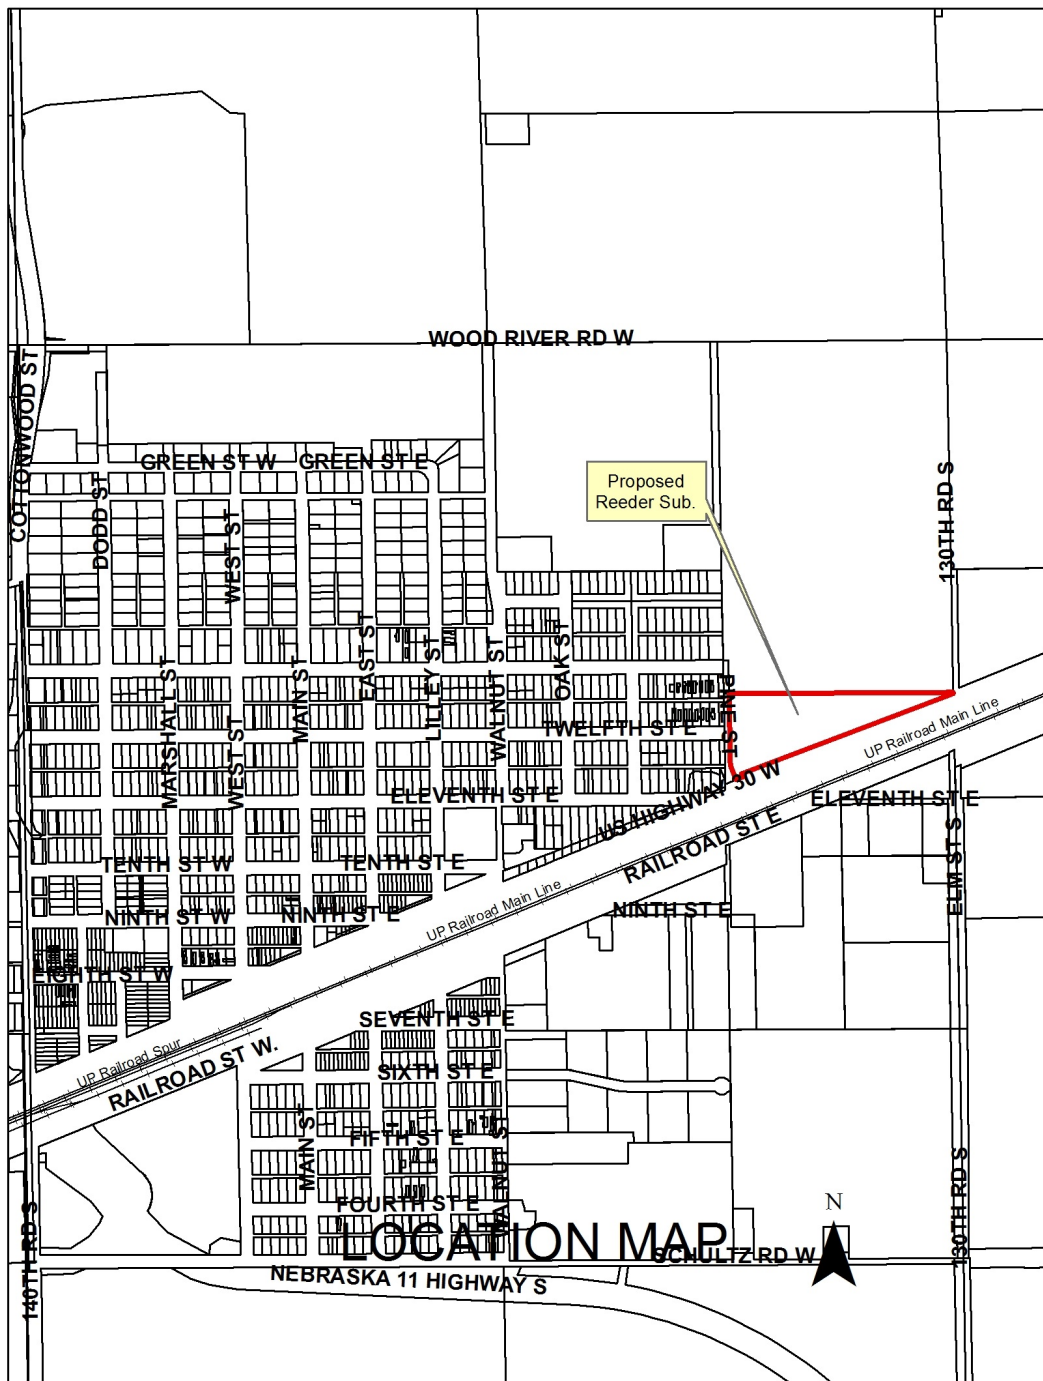 WOOD RIVER RD W
COTTONWOOD ST
GREEN ST W
GREEN ST E
Proposed
Reeder Sub.
130TH RD S
DODD ST
WEST ST
EAST ST
LILLEY ST
WALNUT ST
OAK ST
MARSHALL ST
MAIN ST
WEST ST
PINE ST
TWELFTH ST E
UP Railroad Main Line
US HIGHWAY 30 W
ELEVENTH ST E
ELEVENTH ST E
RAILROAD ST E
ELM ST S
TENTH ST W
TENTH ST E
UP Railroad Main Line
NINTH ST W
NINTH ST E
NINTH ST E
EIGHTH ST W
SEVENTH ST E
UP Railroad Spur
RAILROAD ST W.
SIXTH ST E
MAIN ST
FIFTH ST E
WALNUT ST
130TH RD S
140TH RD S
FOURTH ST E
N
LOCATION MAP
SCHULTZ RD W
NEBRASKA 11 HIGHWAY S